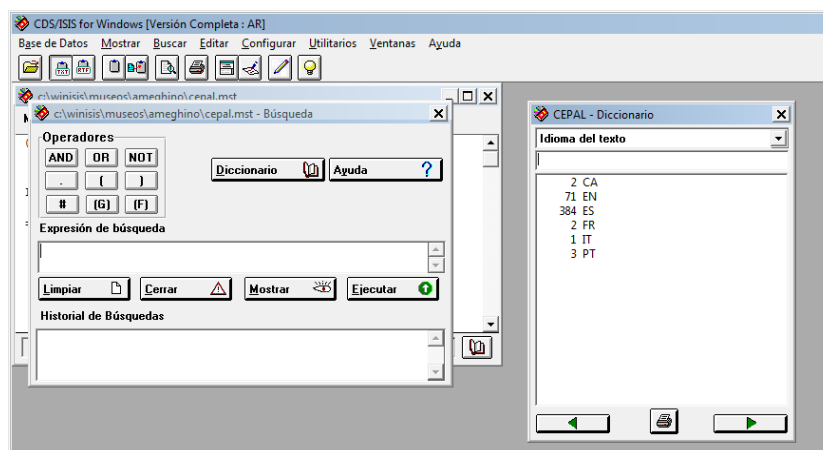 CDS/ISIS for Windows [Versión Completa : AR]
Base de Datos Mostrar Buscar Editar Configurar Utilitarios Ventanas Ayuda
TXT RTF
c:\winisis\museos\ameghino\cepal.mst
c:\winisis\museos\ameghino\cepal.mst - Búsqueda
Operadores
AND OR NOT
. ( )
# (G) (F)
Diccionario
Ayuda ?
Expresión de búsqueda
Limpiar Cerrar Mostrar Ejecutar
Historial de Búsquedas
CEPAL - Diccionario
Idioma del texto
2 CA
71 EN
384 ES
2 FR
1 IT
3 PT